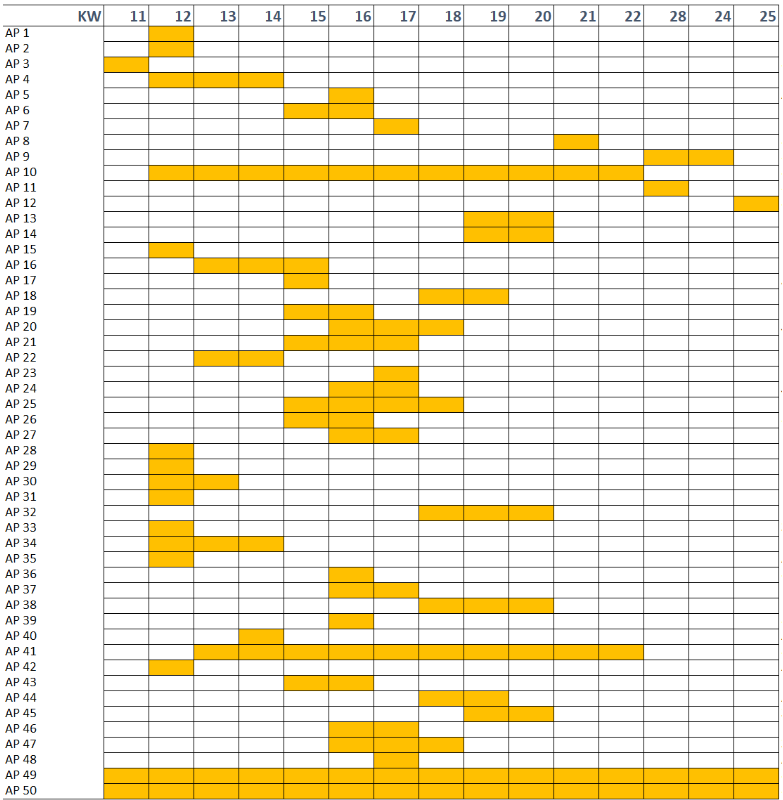 KW 11 12 13 14 15 16 17 18 19 20 21 22 28 24 25
AP 1
AP 2
AP 3
AP 4
AP 5
AP 6
AP 7
AP 8
AP 9
AP 10
AP 11
AP 12
AP 13
AP 14
AP 15
AP 16
AP 17
AP 18
AP 19
AP 20
AP 21
AP 22
AP 23
AP 24
AP 25
AP 26
AP 27
AP 28
AP 29
AP 30
AP 31
AP 32
AP 33
AP 34
AP 35
AP 36
AP 37
AP 38
AP 39
AP 40
AP 41
AP 42
AP 43
AP 44
AP 45
AP 46
AP 47
AP 48
AP 49
AP 50